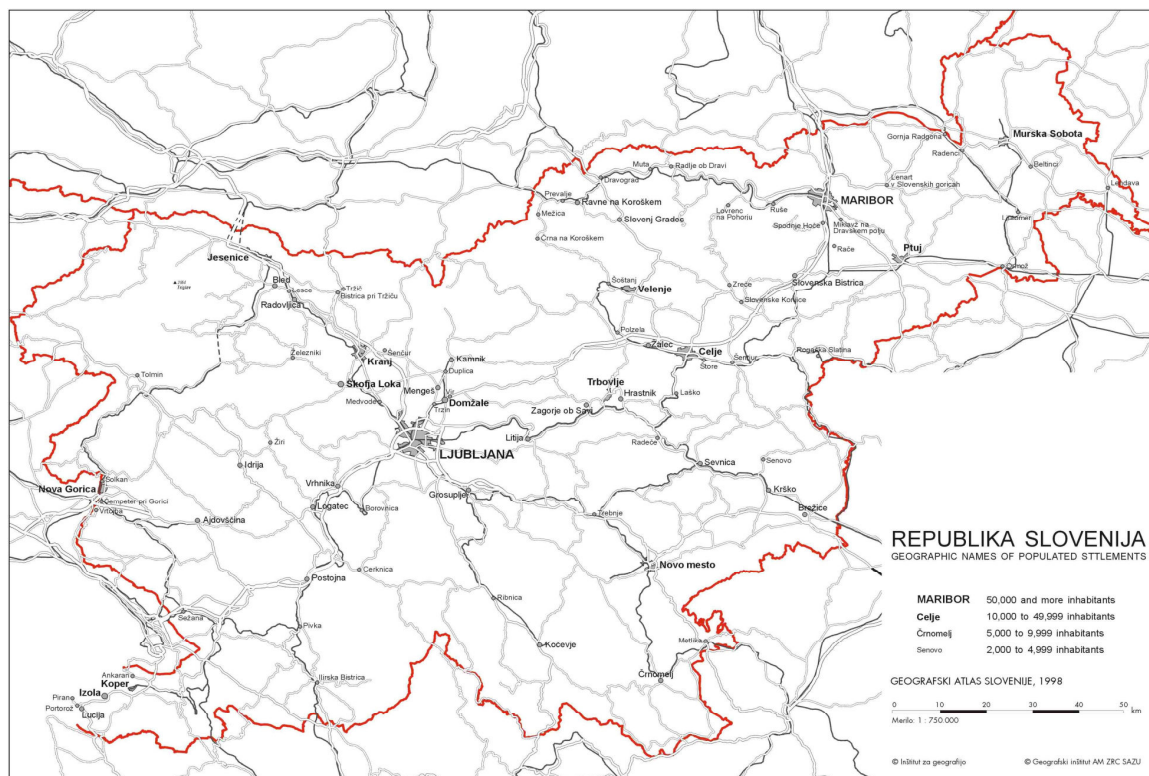 Gornja Radgona
Murska Sobota
Radenci
Beltinci
Muta
Radlje ob Dravi
Dravograd
Lenart
v Slovenskih goricah
Lendava
Prevalje
Ravne na Koroškem
MARIBOR
Mežica
Slovenj Gradec
Lovrenc
na Pohorju
Ruše
Spodnje Hoče
Miklavž na
Dravskem polju
Črna na Koroškem
Rače
Ptuj
Jesenice
Bled
Lesce
Radovljica
Tržič
Bistrica pri Tržiču
Šoštanj
Velenje
Zreče
Slovenska Bistrica
Slovenske Konjice
Ormož
Polzela
Žalec
Celje
Store
Šentjur
Rogaška Slatina
Železniki
Šenčur
Kranj
Kamnik
Duplica
Tolmin
Škofja Loka
Mengeš
Vir
Medvode
Trzin
Domžale
Trbovlje
Hrastnik
Laško
Zagorje ob Savi
Žiri
LJUBLJANA
Litija
Radeče
Idrija
Sevnica
Senovo
Solkan
Nova Gorica
Šempeter pri Gorici
Vrtojba
Vrhnika
Grosuplje
Krško
Logatec
Borovnica
Brežice
Ajdovščina
Trebnje
Postojna
Cerknica
Novo mesto
Ribnica
Sežana
Pivka
Metlika
Kočevje
Ankaran
Koper
Izola
Piran
Portorož
Lucija
Ilirska Bistrica
Črnomelj
REPUBLIKA SLOVENIJA
GEOGRAPHIC NAMES OF POPULATED STTLEMENTS
MARIBOR 50,000 and more inhabitants
Celje 10,000 to 49,999 inhabitants
Črnomelj 5,000 to 9,999 inhabitants
Senovo 2,000 to 4,999 inhabitants
GEOGRAFSKI ATLAS SLOVENIJE, 1998
0 10 20 30 40 50 km
Merilo: 1 : 750 000
© Inštitut za geografijo © Geografski inštitut AM ZRC SAZU